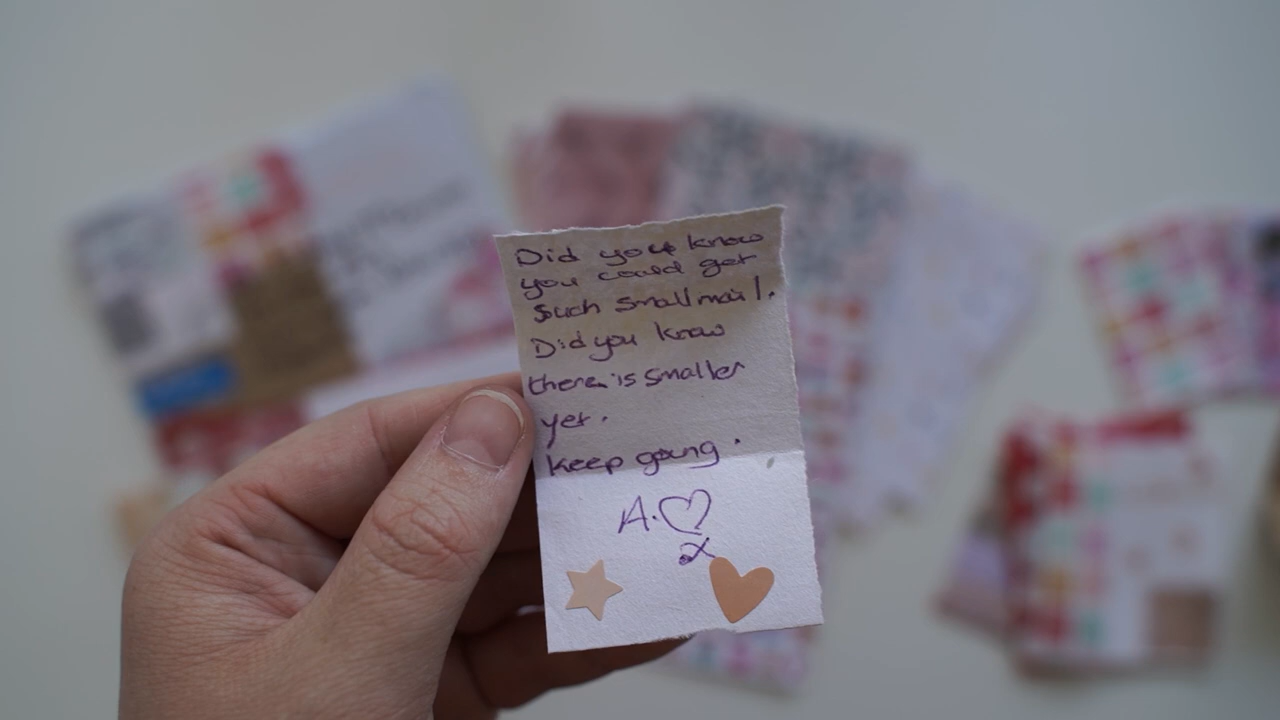 Did you know
you could get
such small mail.
Did you know
there is smaller
yet.
keep going.
A.♡
x